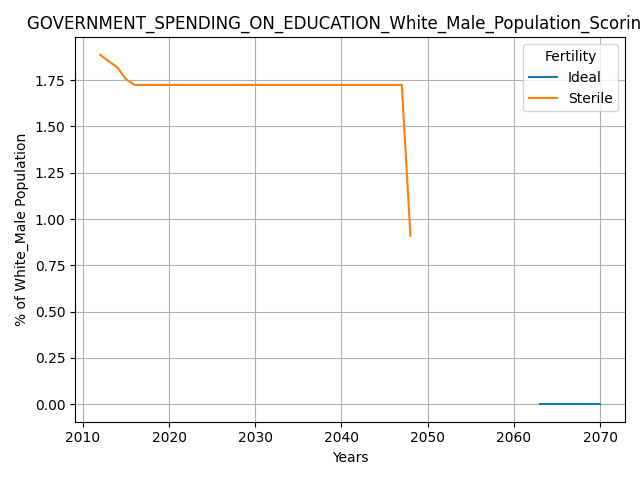 GOVERNMENT_SPENDING_ON_EDUCATION_White_Male_Population_Scorin
Fertility
Ideal
Sterile
% of White_Male Population
1.75
1.50
1.25
1.00
0.75
0.50
0.25
0.00
2010 2020 2030 2040 2050 2060 2070
Years